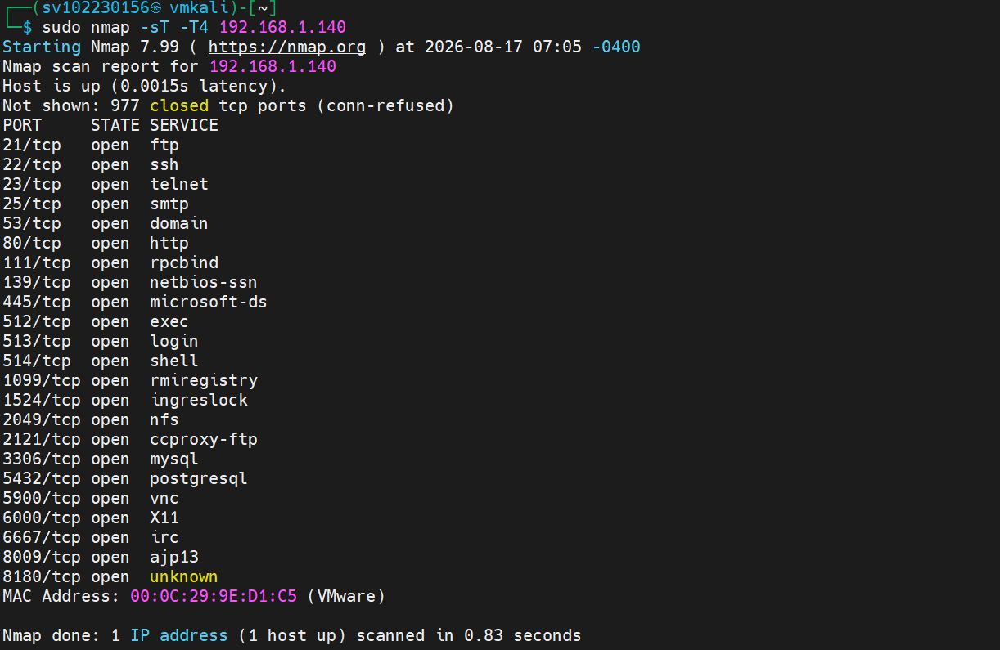 ┌──(sv102230156㉿ vmkali)-[~]
└─$ sudo nmap -sT -T4 192.168.1.140
Starting Nmap 7.99 ( https://nmap.org ) at 2026-08-17 07:05 -0400
Nmap scan report for 192.168.1.140
Host is up (0.0015s latency).
Not shown: 977 closed tcp ports (conn-refused)
PORT     STATE SERVICE
21/tcp   open  ftp
22/tcp   open  ssh
23/tcp   open  telnet
25/tcp   open  smtp
53/tcp   open  domain
80/tcp   open  http
111/tcp  open  rpcbind
139/tcp  open  netbios-ssn
445/tcp  open  microsoft-ds
512/tcp  open  exec
513/tcp  open  login
514/tcp  open  shell
1099/tcp open  rmiregistry
1524/tcp open  ingreslock
2049/tcp open  nfs
2121/tcp open  ccproxy-ftp
3306/tcp open  mysql
5432/tcp open  postgresql
5900/tcp open  vnc
6000/tcp open  X11
6667/tcp open  irc
8009/tcp open  ajp13
8180/tcp open  unknown
MAC Address: 00:0C:29:9E:D1:C5 (VMware)
Nmap done: 1 IP address (1 host up) scanned in 0.83 seconds